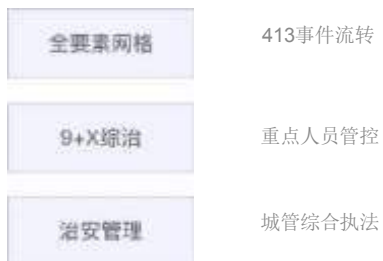 全要素网格
413事件流转
9+X综治
重点人员管控
治安管理
城管综合执法